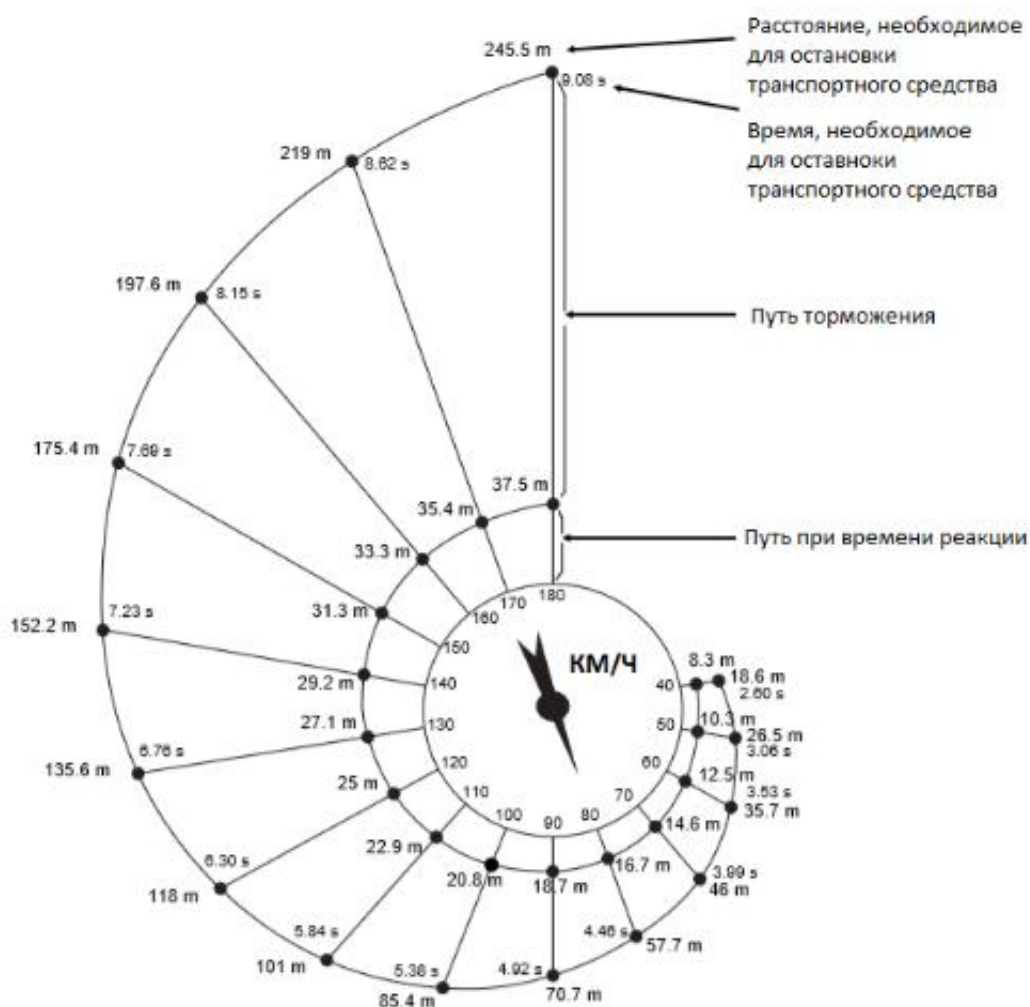 Расстояние, необходимое
для остановки
транспортного средства
245.5 m
9.08 s
Время, необходимое
для оставноки
транспортного средства
219 m
8.62 s
197.6 m
8.15 s
Путь торможения
175.4 m
7.69 s
37.5 m
35.4 m
33.3 m
Путь при времени реакции
180
170
160
31.3 m
150
152.2 m
7.23 s
29.2 m
140
КМ/Ч
40
8.3 m
18.6 m
2.60 s
27.1 m
130
50
10.3 m
26.5 m
3.06 s
135.6 m
6.76 s
25 m
120
60
12.5 m
3.53 s
35.7 m
110
100
90
80
70
22.9 m
20.8 m
18.7 m
16.7 m
14.6 m
118 m
6.30 s
3.99 s
46 m
5.84 s
101 m
5.38 s
85.4 m
4.92 s
70.7 m
4.46 s
57.7 m